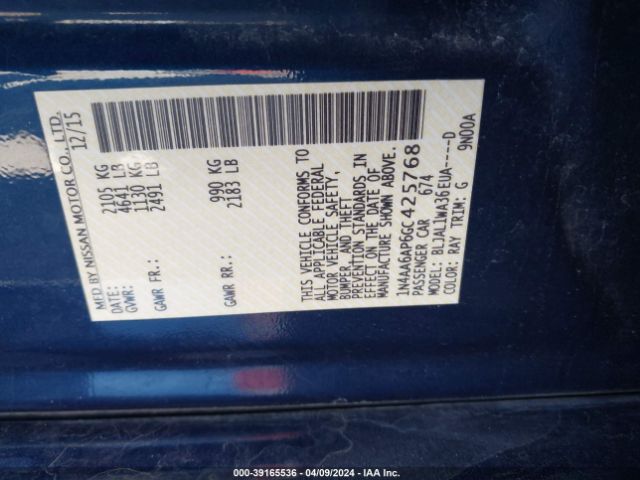 MFD BY NISSAN MOTOR CO., LTD.
DATE: 12/15
GVWR: 2105 KG
4641 LB
GAWR FR: 1130 KG
2491 LB
GAWR RR: 990 KG
2183 LB
THIS VEHICLE CONFORMS TO
ALL APPLICABLE FEDERAL
MOTOR VEHICLE SAFETY,
BUMPER, AND THEFT
PREVENTION STANDARDS IN
EFFECT ON THE DATE OF
MANUFACTURE SHOWN ABOVE.
1N4AA6AP6GC425768
PASSENGER CAR 674
MODEL: BLJALIWA36EUA----D
COLOR: RAY TRIM: G 9N00A
000-39165536 - 04/09/2024 - IAA Inc.